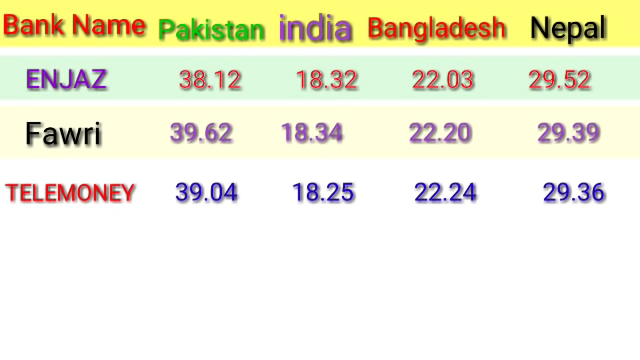 Bank Name Pakistan india Bangladesh Nepal
ENJAZ 38.12 18.32 22.03 29.52
Fawri 39.62 18.34 22.20 29.39
TELEMONEY 39.04 18.25 22.24 29.36